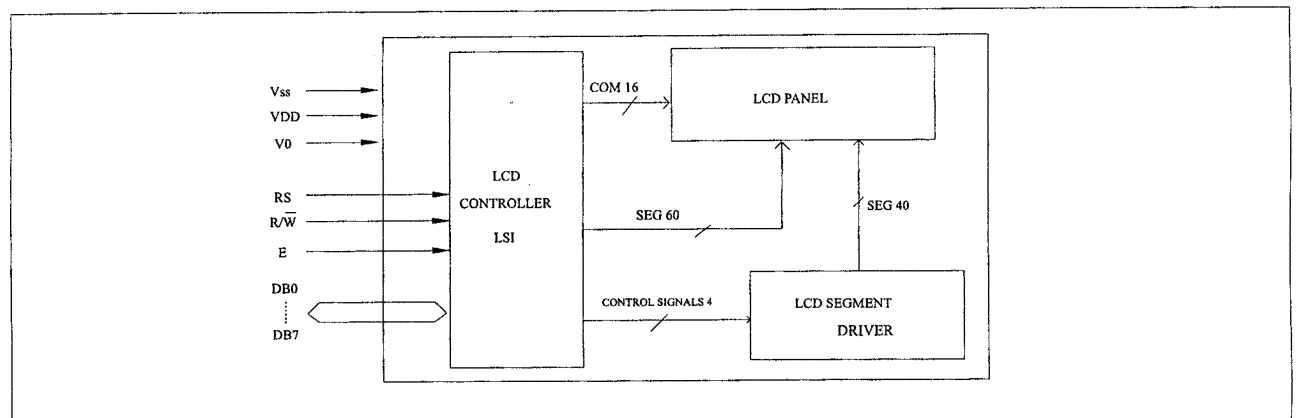 Vss
VDD
V0
RS
R/W̅
E
DB0
DB7
LCD
CONTROLLER
LSI
COM 16
LCD PANEL
SEG 60
SEG 40
CONTROL SIGNALS 4
LCD SEGMENT
DRIVER